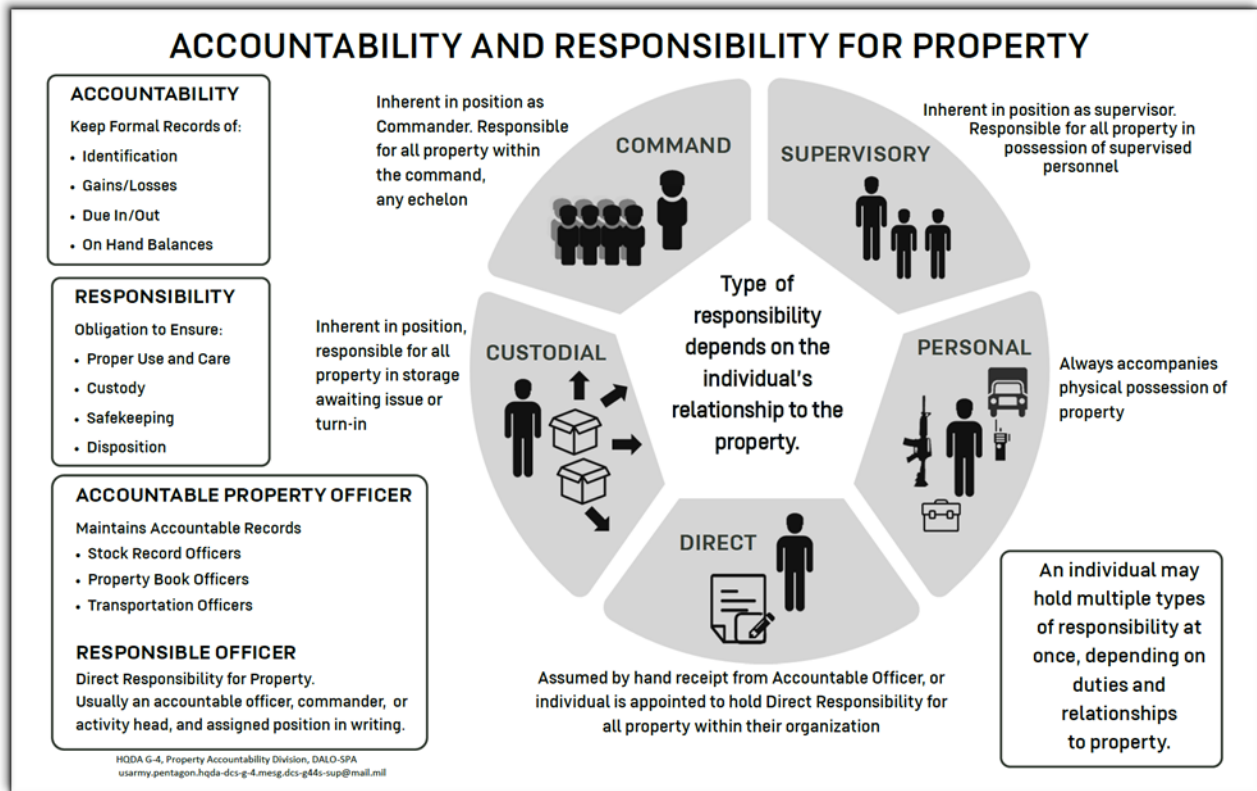 ACCOUNTABILITY AND RESPONSIBILITY FOR PROPERTY
ACCOUNTABILITY
Keep Formal Records of:
• Identification
• Gains/Losses
• Due In/Out
• On Hand Balances
RESPONSIBILITY
Obligation to Ensure:
• Proper Use and Care
• Custody
• Safekeeping
• Disposition
ACCOUNTABLE PROPERTY OFFICER
Maintains Accountable Records
• Stock Record Officers
• Property Book Officers
• Transportation Officers
RESPONSIBLE OFFICER
Direct Responsibility for Property.
Usually an accountable officer, commander, or
activity head, and assigned position in writing.
HQDA G-4, Property Accountability Division, DALO-SPA
usarmy.pentagon.hqda-dcs-g-4.mesg.dcs-g44s-sup@mail.mil
Inherent in position as
Commander. Responsible
for all property within
the command,
any echelon
COMMAND
SUPERVISORY
Inherent in position as supervisor.
Responsible for all property in
possession of supervised
personnel
Inherent in position,
responsible for all
property in storage
awaiting issue or
turn-in
CUSTODIAL
Type of
responsibility
depends on the
individual's
relationship to the
property.
PERSONAL
Always accompanies
physical possession of
property
DIRECT
Assumed by hand receipt from Accountable Officer, or
individual is appointed to hold Direct Responsibility for
all property within their organization
An individual may
hold multiple types
of responsibility at
once, depending on
duties and
relationships
to property.